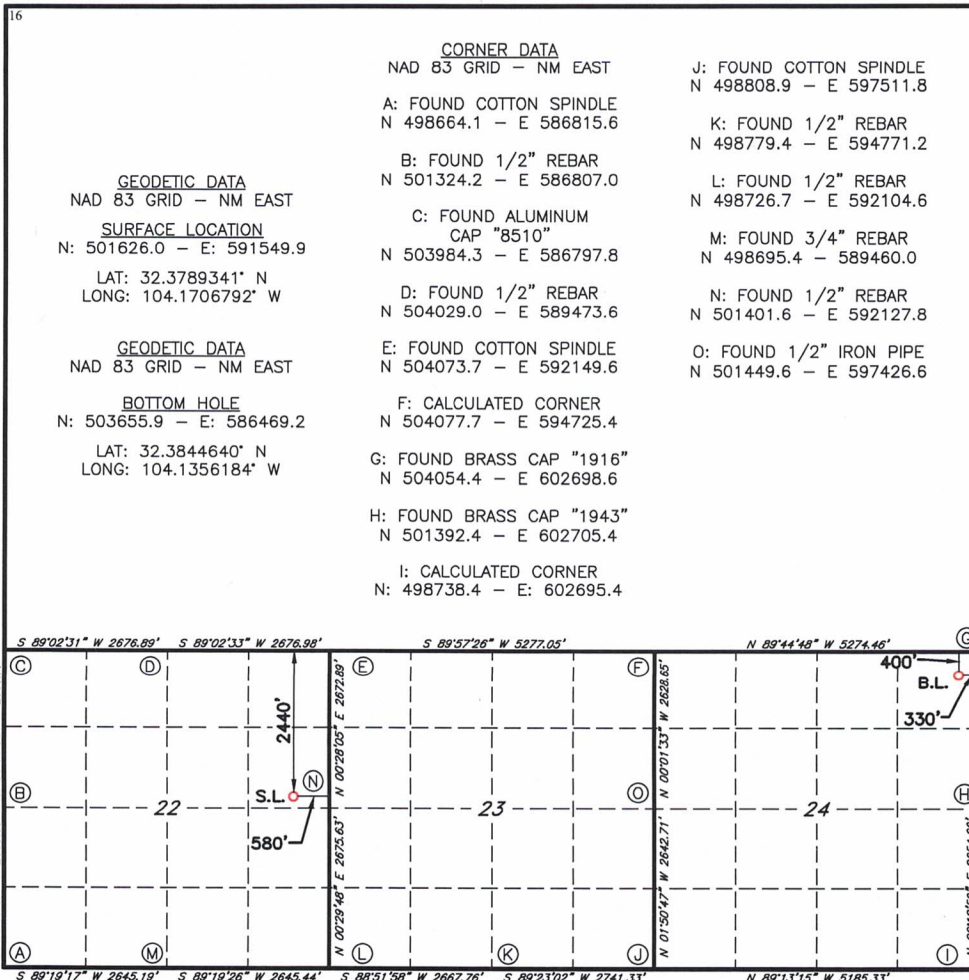 16
GEODETIC DATA
NAD 83 GRID – NM EAST
SURFACE LOCATION
N: 501626.0 – E: 591549.9
LAT: 32.3789341° N
LONG: 104.1706792° W
GEODETIC DATA
NAD 83 GRID – NM EAST
BOTTOM HOLE
N: 503655.9 – E: 586469.2
LAT: 32.3844640° N
LONG: 104.1356184° W
CORNER DATA
NAD 83 GRID – NM EAST
A: FOUND COTTON SPINDLE
N 498664.1 – E 586815.6
B: FOUND 1/2" REBAR
N 501324.2 – E 586807.0
C: FOUND ALUMINUM
CAP "8510"
N 503984.3 – E 586797.8
D: FOUND 1/2" REBAR
N 504029.0 – E 589473.6
E: FOUND COTTON SPINDLE
N 504073.7 – E 592149.6
F: CALCULATED CORNER
N 504077.7 – E 594725.4
G: FOUND BRASS CAP "1916"
N 504054.4 – E 602698.6
H: FOUND BRASS CAP "1943"
N 501392.4 – E 602705.4
I: CALCULATED CORNER
N: 498738.4 – E: 602695.4
J: FOUND COTTON SPINDLE
N 498808.9 – E 597511.8
K: FOUND 1/2" REBAR
N 498779.4 – E 594771.2
L: FOUND 1/2" REBAR
N 498726.7 – E 592104.6
M: FOUND 3/4" REBAR
N 498695.4 – 589460.0
N: FOUND 1/2" REBAR
N 501401.6 – E 592127.8
O: FOUND 1/2" IRON PIPE
N 501449.6 – E 597426.6
S 89°02'31" W 2676.89' S 89°02'33" W 2676.98' S 89°57'26" W 5277.05' N 89°44'48" W 5274.46' G
C D E F
400'
B.L.
330'
2440'
N 00°28'05" E 2672.89'
N 00°01'33" W 2628.65'
B S.L. N O H
22 23 24
580'
N 00°29'48" E 2675.63'
N 01°50'47" W 2642.71'
A M L K J I
S 89°19'17" W 2645.19' S 89°19'26" W 2645.44' S 88°51'58" W 2667.76' S 89°23'02" W 2741.33' N 89°13'15" W 5185.33'